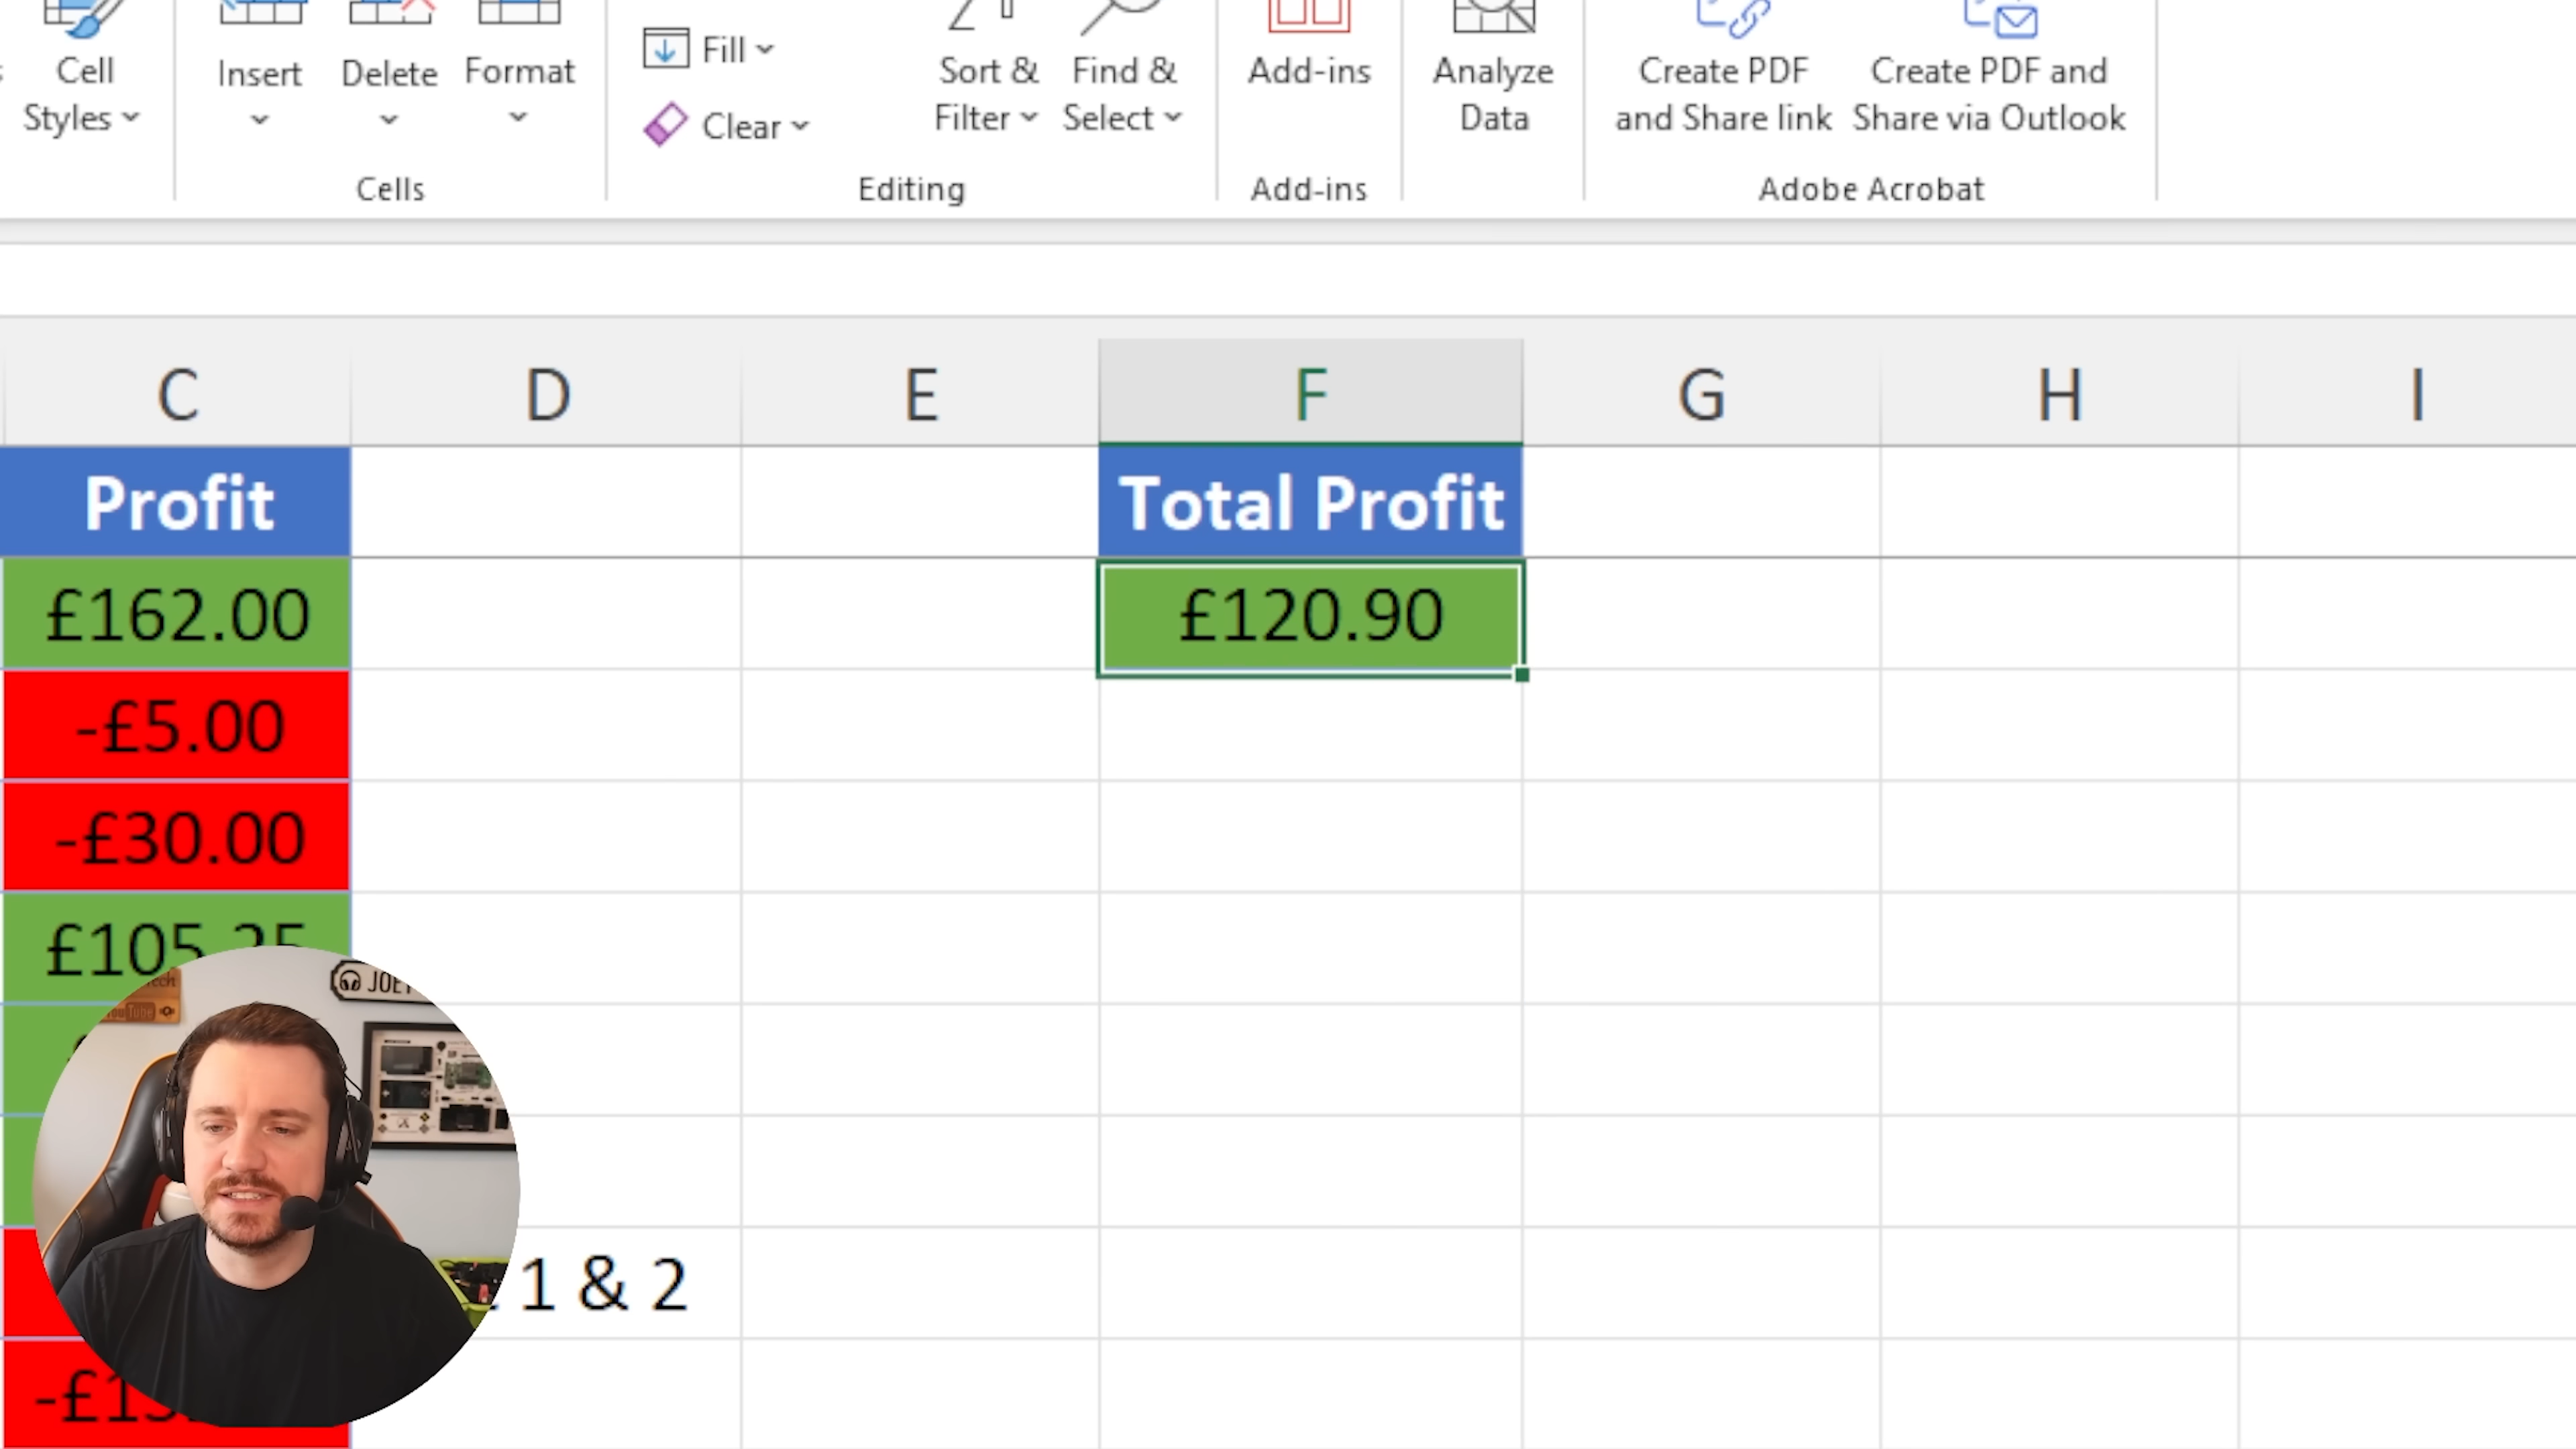 Cell
Styles
Insert
Delete
Format
Fill
Clear
Sort &
Filter
Find &
Select
Add-ins
Analyze
Data
Create PDF
and Share link
Create PDF and
Share via Outlook
Cells
Editing
Add-ins
Adobe Acrobat
C D E F G H I
Profit
Total Profit
£162.00
£120.90
-£5.00
-£30.00
£105
1 & 2
-£1